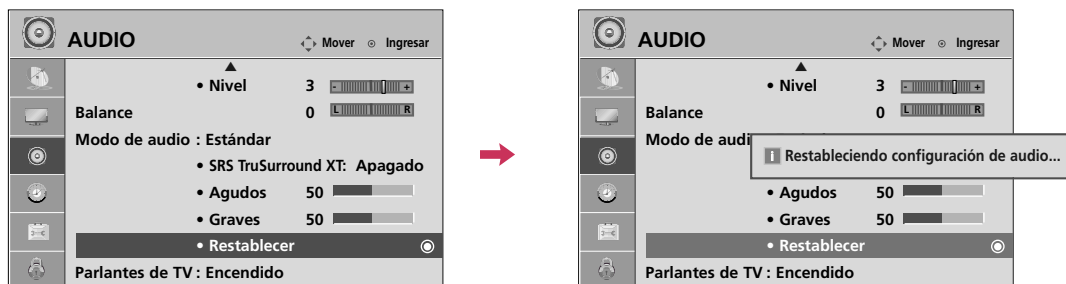 AUDIO
Mover Ingresar
• Nivel 3 - +
Balance 0 L R
Modo de audio : Estándar
• SRS TruSurround XT: Apagado
• Agudos 50
• Graves 50
• Restablecer
Parlantes de TV : Encendido
AUDIO
Mover Ingresar
• Nivel 3 - +
Balance 0 L R
Modo de audi
i Restableciendo configuración de audio...
• Agudos 50
• Graves 50
• Restablecer
Parlantes de TV : Encendido